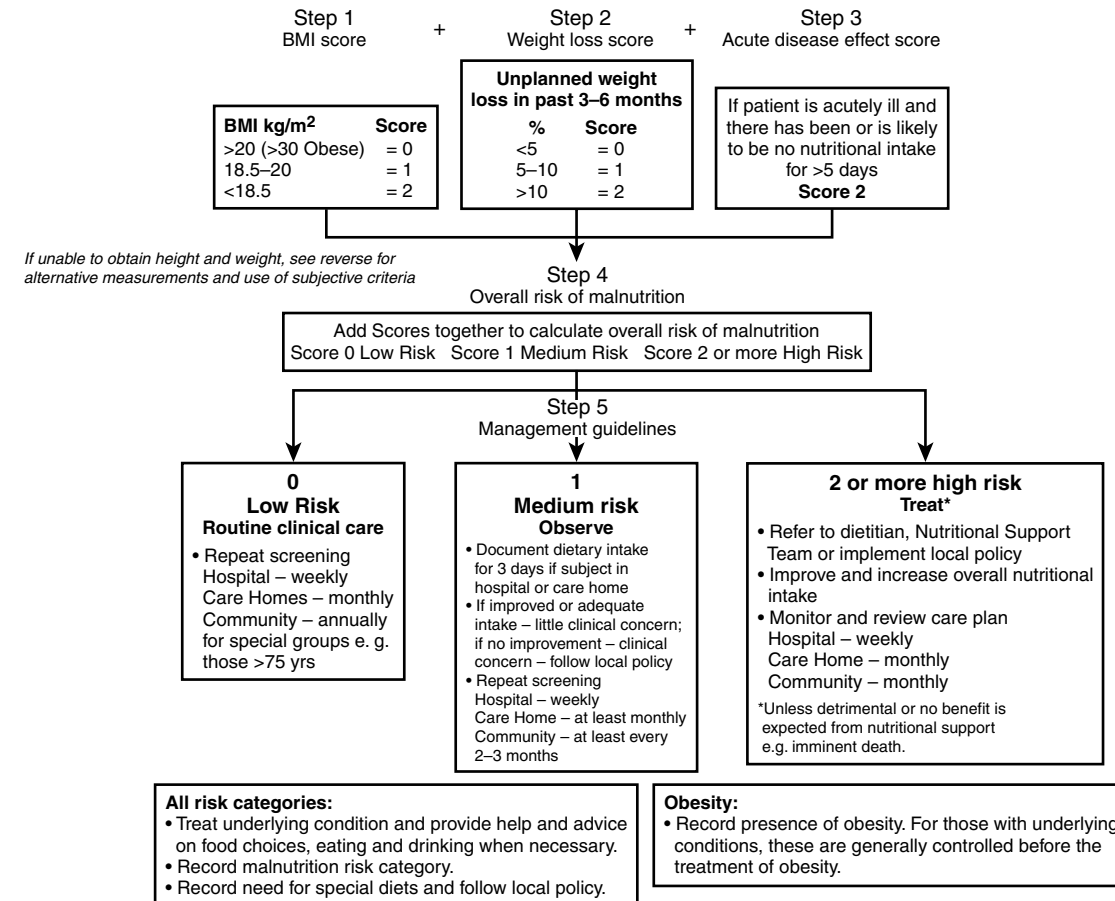 Step 1 + Step 2 + Step 3
BMI score Weight loss score Acute disease effect score
BMI kg/m² Score
>20 (>30 Obese) = 0
18.5–20 = 1
<18.5 = 2
Unplanned weight
loss in past 3–6 months
% Score
<5 = 0
5–10 = 1
>10 = 2
If patient is acutely ill and
there has been or is likely
to be no nutritional intake
for >5 days
Score 2
If unable to obtain height and weight, see reverse for
alternative measurements and use of subjective criteria
Step 4
Overall risk of malnutrition
Add Scores together to calculate overall risk of malnutrition
Score 0 Low Risk Score 1 Medium Risk Score 2 or more High Risk
Step 5
Management guidelines
0
Low Risk
Routine clinical care
• Repeat screening
Hospital – weekly
Care Homes – monthly
Community – annually
for special groups e. g.
those >75 yrs
1
Medium risk
Observe
• Document dietary intake
for 3 days if subject in
hospital or care home
• If improved or adequate
intake – little clinical concern;
if no improvement – clinical
concern – follow local policy
• Repeat screening
Hospital – weekly
Care Home – at least monthly
Community – at least every
2–3 months
2 or more high risk
Treat*
• Refer to dietitian, Nutritional Support
Team or implement local policy
• Improve and increase overall nutritional
intake
• Monitor and review care plan
Hospital – weekly
Care Home – monthly
Community – monthly
*Unless detrimental or no benefit is
expected from nutritional support
e.g. imminent death.
All risk categories:
• Treat underlying condition and provide help and advice
on food choices, eating and drinking when necessary.
• Record malnutrition risk category.
• Record need for special diets and follow local policy.
Obesity:
• Record presence of obesity. For those with underlying
conditions, these are generally controlled before the
treatment of obesity.